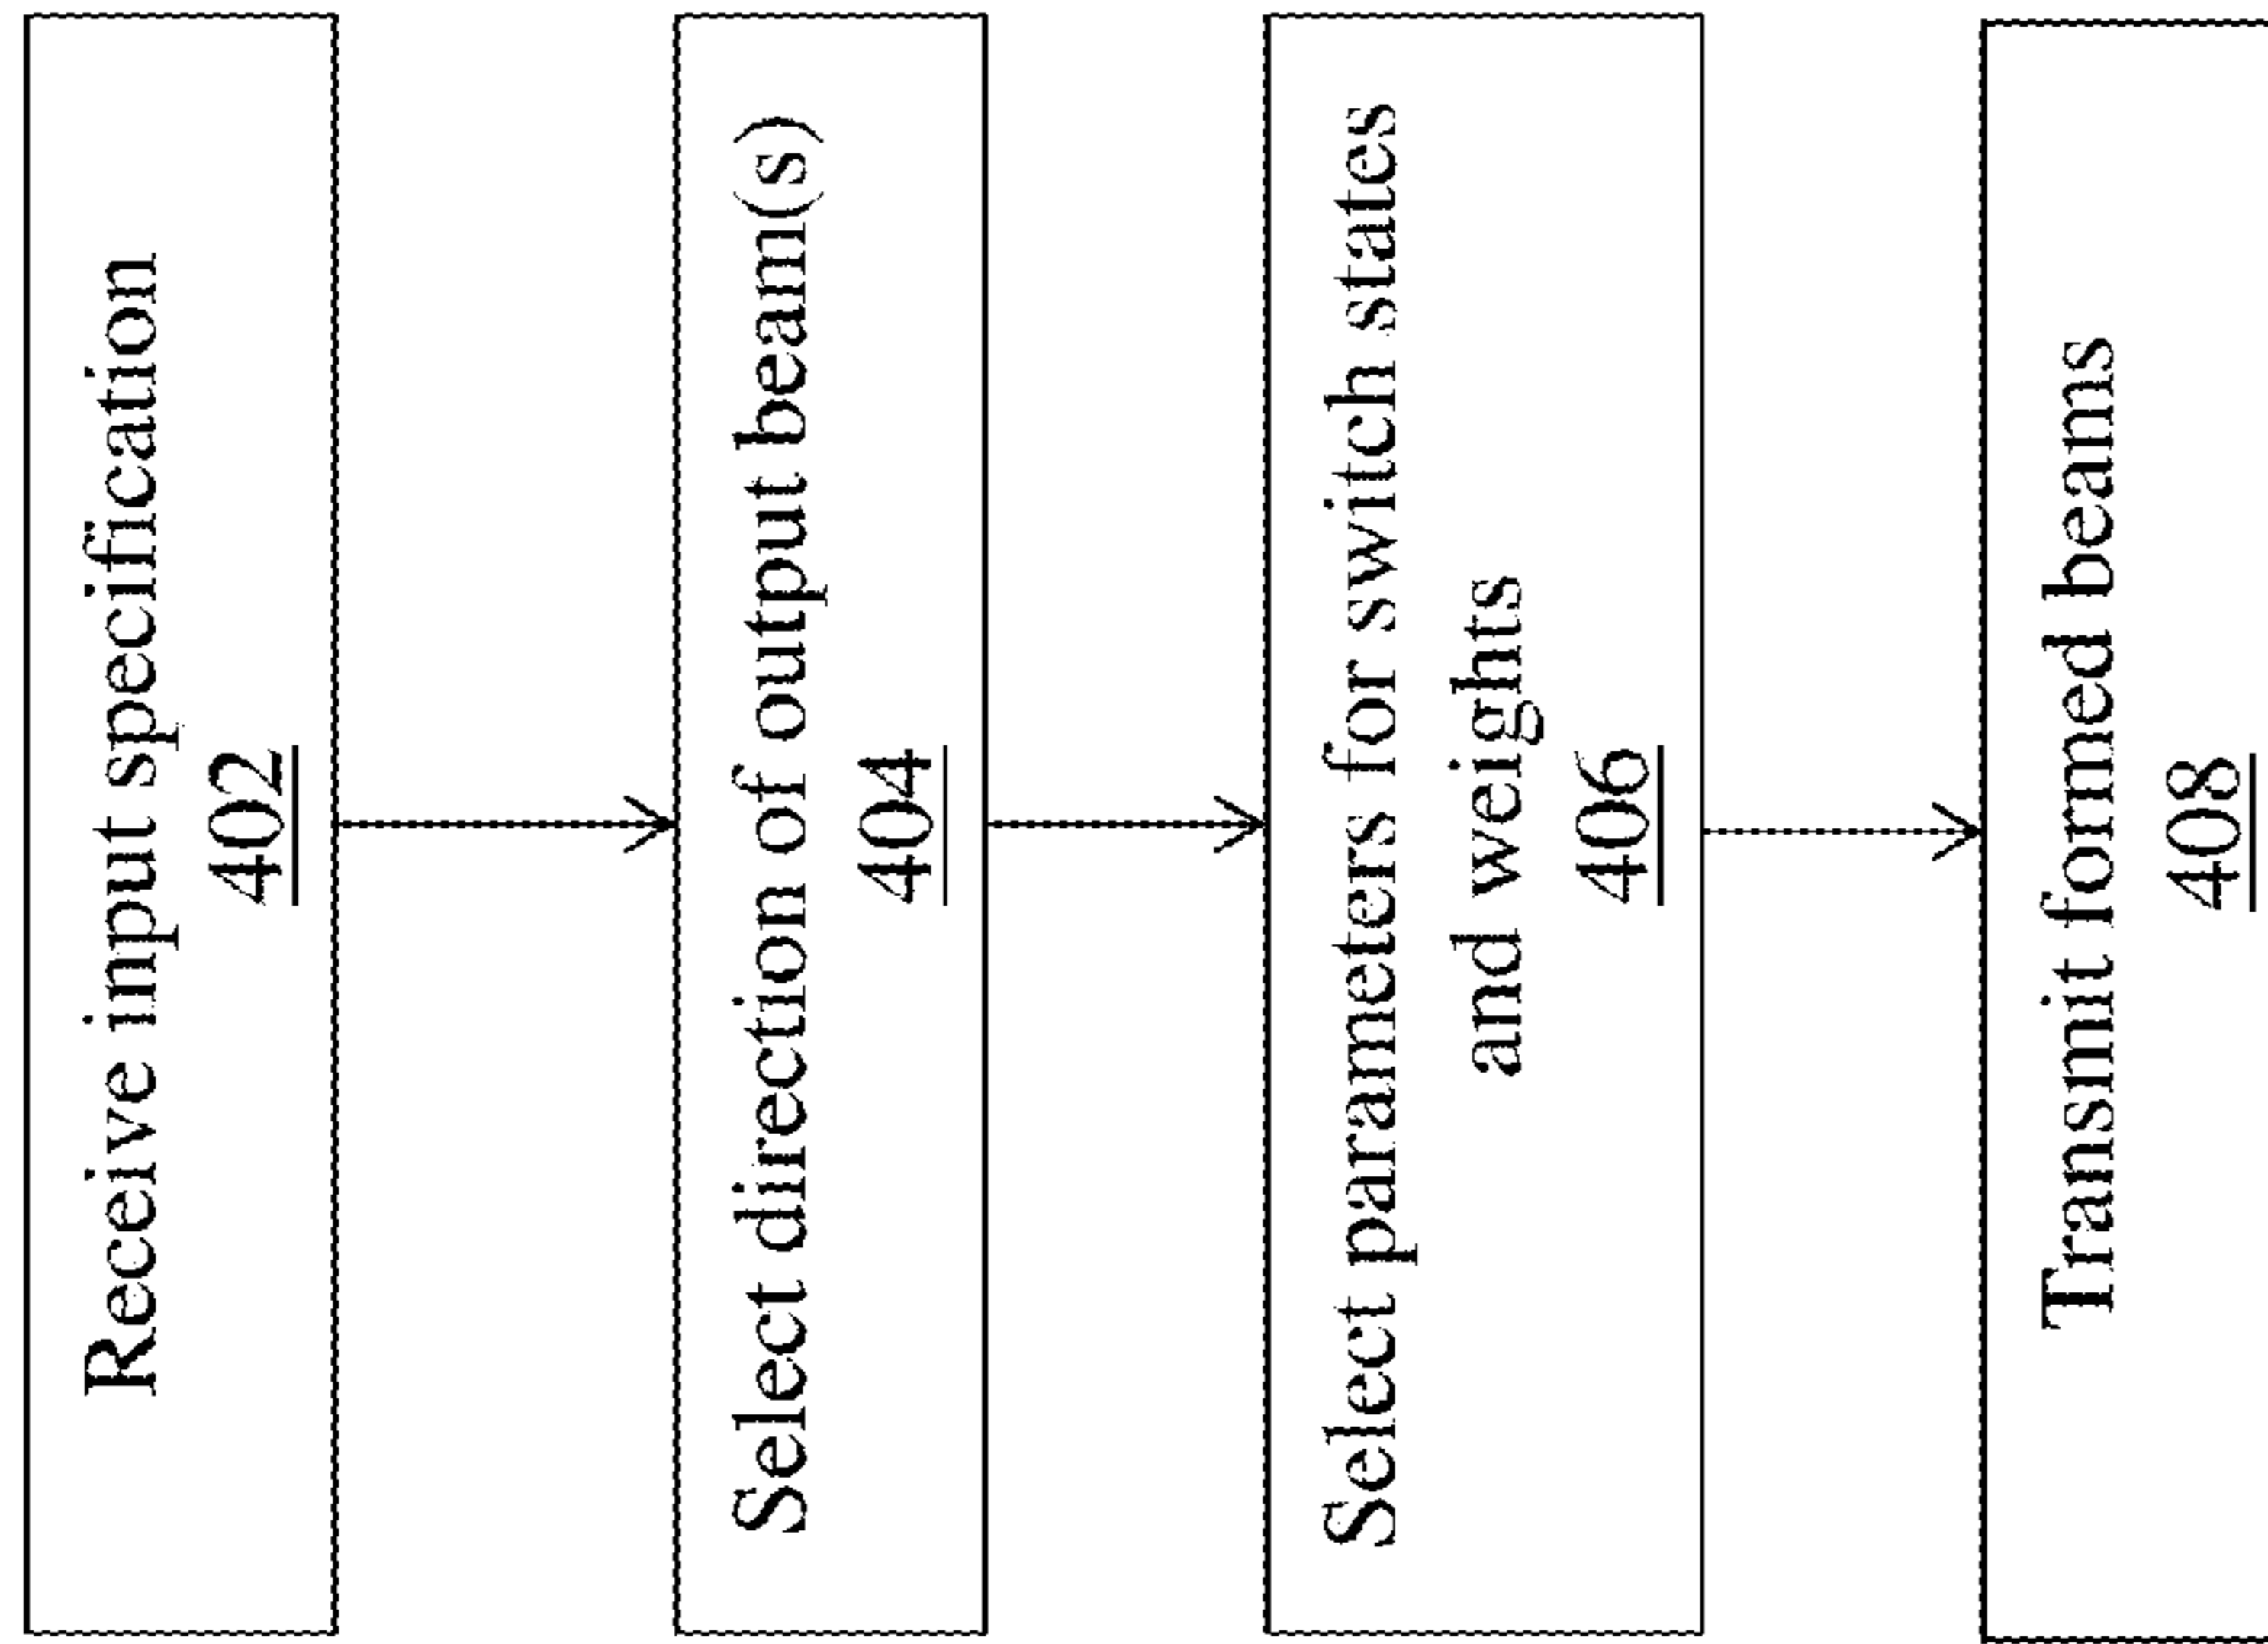 Receive input specification
402
Select direction of output beam(s)
404
Select parameters for switch states
and weights
406
Transmit formed beams
408